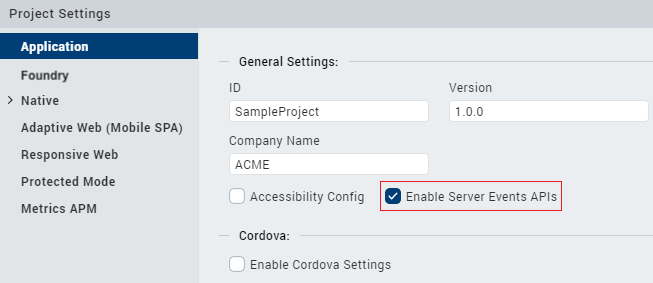 Project Settings
Application
Foundry
Native
Adaptive Web (Mobile SPA)
Responsive Web
Protected Mode
Metrics APM
General Settings:
ID Version
SampleProject 1.0.0
Company Name
ACME
Accessibility Config Enable Server Events APIs
Cordova:
Enable Cordova Settings